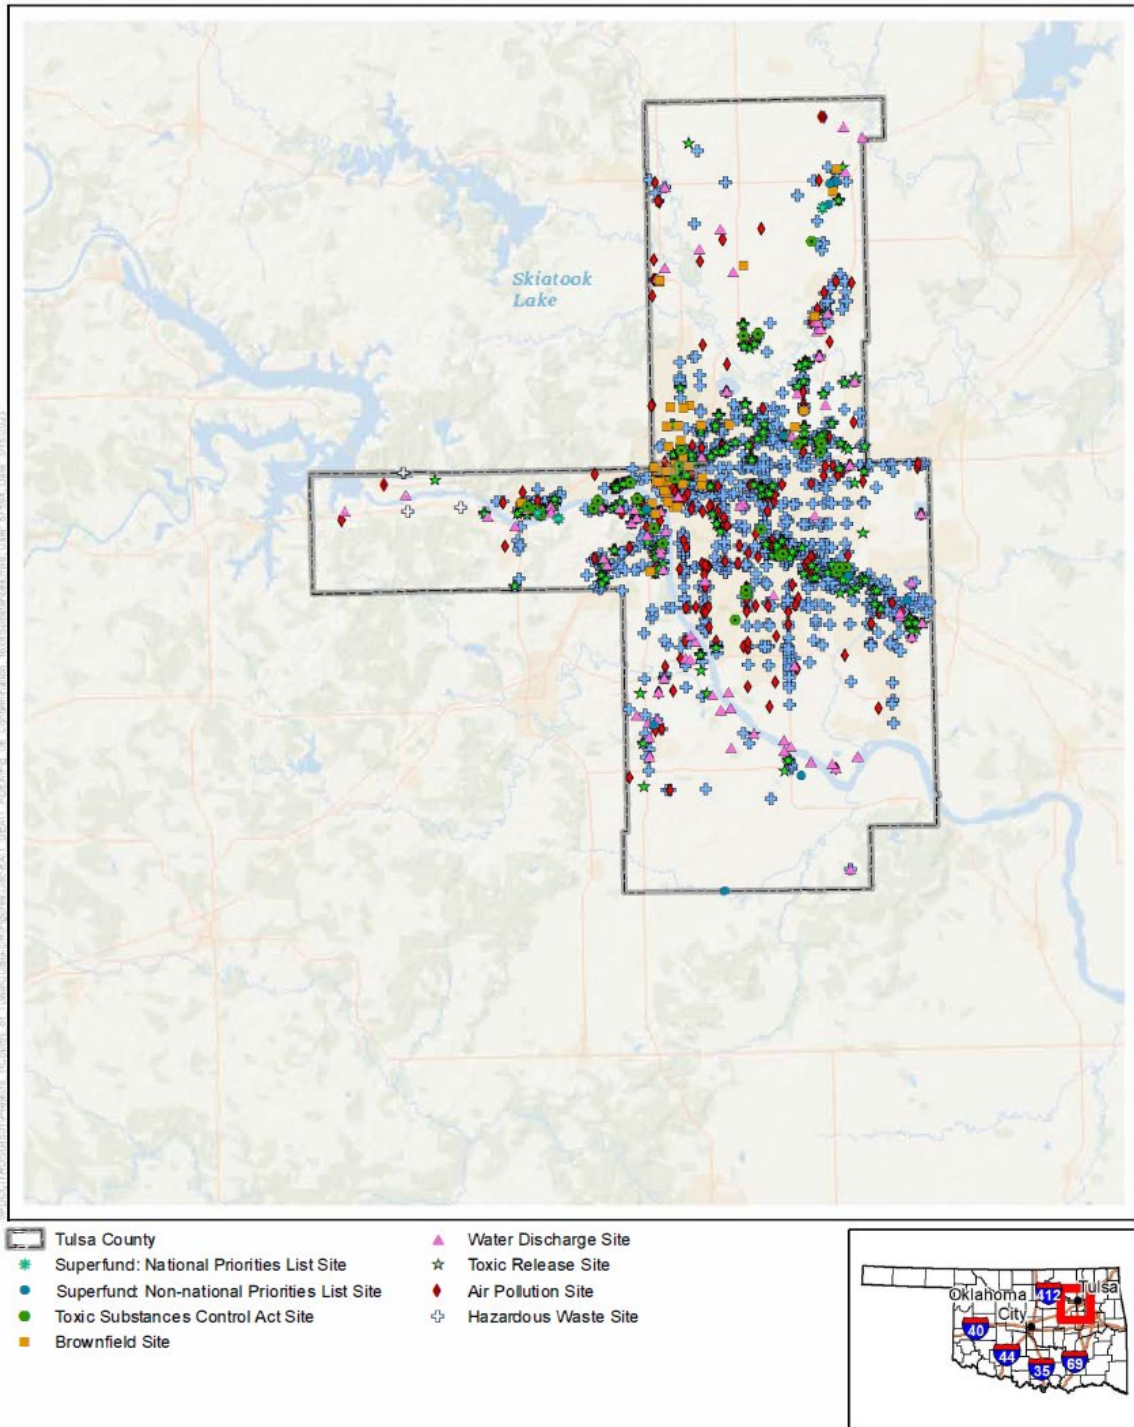 Skiatook
Lake
Tulsa County
Superfund: National Priorities List Site
Superfund: Non-national Priorities List Site
Toxic Substances Control Act Site
Brownfield Site
Water Discharge Site
Toxic Release Site
Air Pollution Site
Hazardous Waste Site
Tulsa
412
Oklahoma
City
40
44
35
69